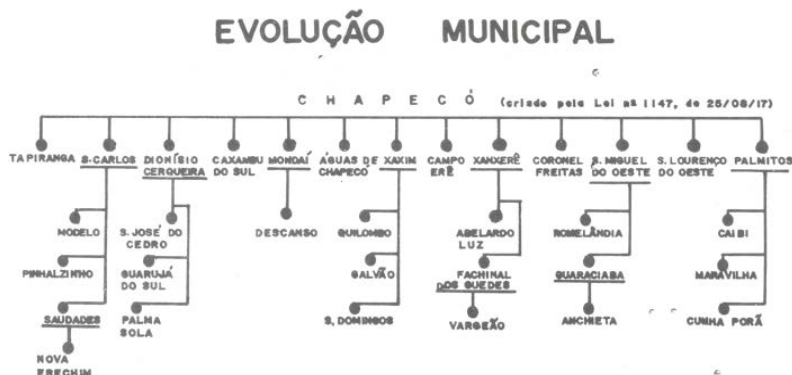 EVOLUÇÃO MUNICIPAL
CHAPECÓ (criado pela Lei nº 1147, de 25/08/17)
TAPIRANGA S.CARLOS DIONÍSIO CAXAMBU MONDAÍ ÁGUAS DE XAXIM CAMPO XANXERÊ CORONEL S. MIGUEL S. LOURENÇO PALMITOS
CERQUEIRA DO SUL CHAPECÓ ERÊ FREITAS DO OESTE DO OESTE
MODELO S. JOSÉ DO DESCANSO QUILOMBO ABELARDO ROMELÂNDIA CAIBI
CEDRO LUZ
PINHALZINHO GUARUJÁ GALVÃO FACHINAL GUARACIABA MARAVILHA
DO SUL DOS GUEDES
SAUDADES PALMA S. DOMINGOS VARGEÃO ANCHIETA CUNHA PORÃ
SOLA
NOVA
ERECHIM